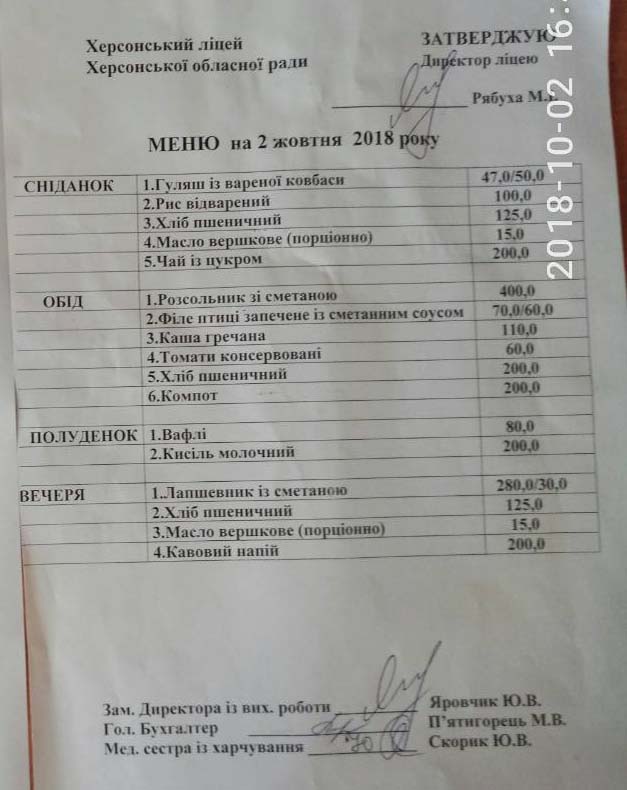 Херсонський ліцей
Херсонської обласної ради
ЗАТВЕРДЖУЮ
Директор ліцею
Рябуха М.
МЕНЮ на 2 жовтня 2018 року
СНІДАНОК 1.Гуляш із вареної ковбаси 47,0/50,0
2.Рис відварений 100,0
3.Хліб пшеничний 125,0
4.Масло вершкове (порціонно) 15,0
5.Чай із цукром 200,0
ОБІД 1.Розсольник зі сметаною 400,0
2.Філе птиці запечене із сметанним соусом 70,0/60,0
3.Каша гречана 110,0
4.Томати консервовані 60,0
5.Хліб пшеничний 200,0
6.Компот 200,0
ПОЛУДЕНОК 1.Вафлі 80,0
2.Кисіль молочний 200,0
ВЕЧЕРЯ 1.Лапшевник із сметаною 280,0/30,0
2.Хліб пшеничний 125,0
3.Масло вершкове (порціонно) 15,0
4.Кавовий напій 200,0
Зам. Директора із вих. роботи Яровчик Ю.В.
Гол. Бухгалтер П’ятигорець М.В.
Мед. сестра із харчування Скорик Ю.В.
2018-10-02 16: